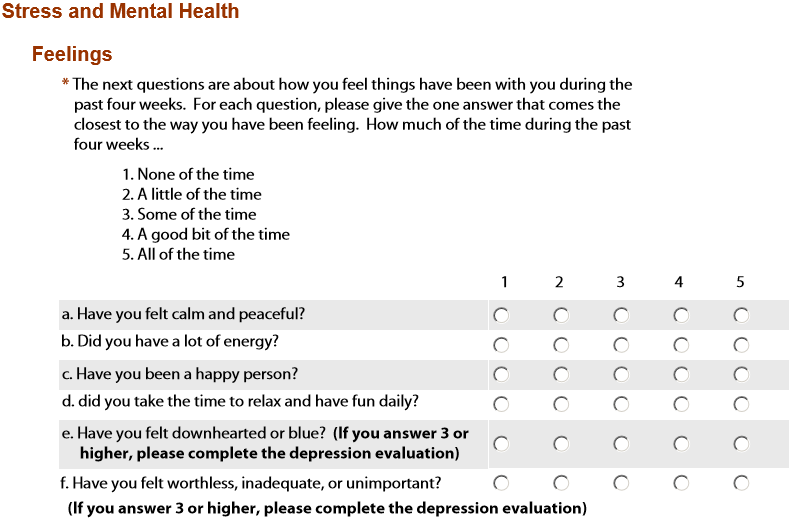 Stress and Mental Health
Feelings
* The next questions are about how you feel things have been with you during the
past four weeks. For each question, please give the one answer that comes the
closest to the way you have been feeling. How much of the time during the past
four weeks ...
1. None of the time
2. A little of the time
3. Some of the time
4. A good bit of the time
5. All of the time
1 2 3 4 5
a. Have you felt calm and peaceful?
b. Did you have a lot of energy?
c. Have you been a happy person?
d. did you take the time to relax and have fun daily?
e. Have you felt downhearted or blue? (If you answer 3 or
higher, please complete the depression evaluation)
f. Have you felt worthless, inadequate, or unimportant?
(If you answer 3 or higher, please complete the depression evaluation)